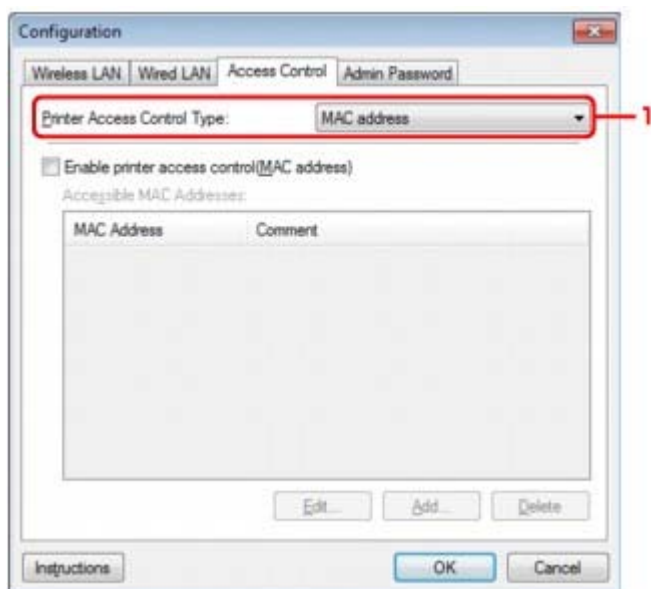 Configuration
Wireless LAN Wired LAN Access Control Admin Password
Printer Access Control Type: MAC address 1
Enable printer access control(MAC address)
Accessible MAC Addresses:
MAC Address Comment
Edit... Add... Delete
Instructions OK Cancel